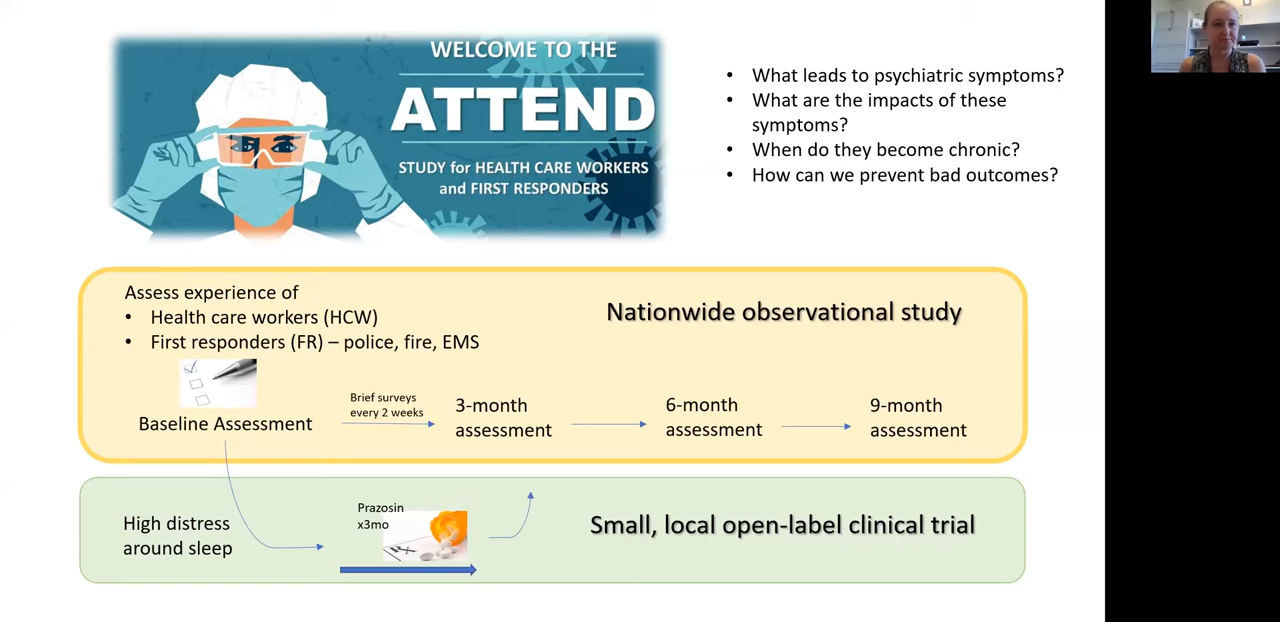 WELCOME TO THE
ATTEND
STUDY for HEALTH CARE WORKERS
and FIRST RESPONDERS
• What leads to psychiatric symptoms?
• What are the impacts of these
symptoms?
• When do they become chronic?
• How can we prevent bad outcomes?
Assess experience of
• Health care workers (HCW)
• First responders (FR) – police, fire, EMS
Nationwide observational study
Baseline Assessment
Brief surveys
every 2 weeks
3-month
assessment
6-month
assessment
9-month
assessment
High distress
around sleep
Prazosin
x3mo
Small, local open-label clinical trial